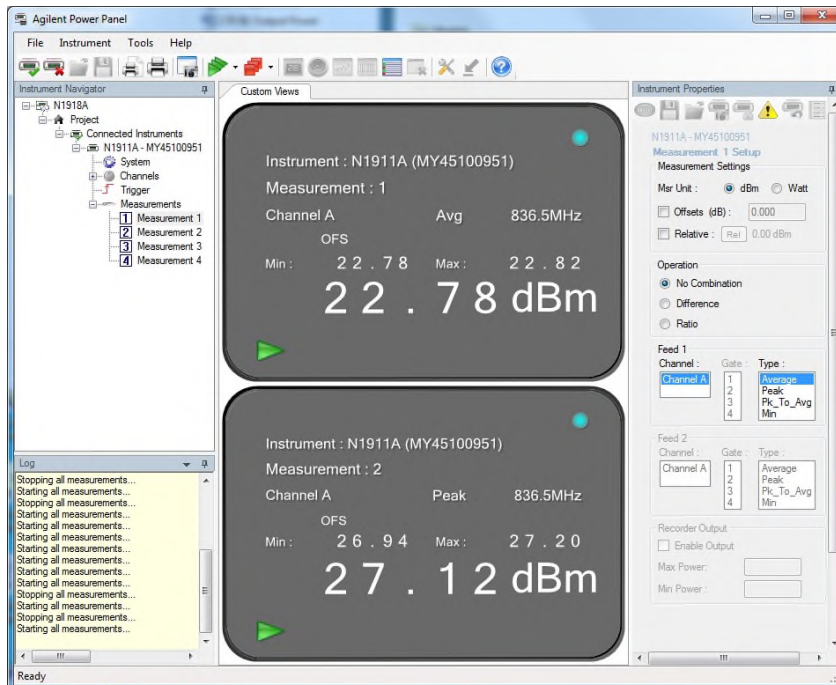 Agilent Power Panel
File Instrument Tools Help
Instrument Navigator
N1918A
Project
Connected Instruments
N1911A - MY45100951
System
Channels
Trigger
Measurements
1 Measurement 1
2 Measurement 2
3 Measurement 3
4 Measurement 4
Log
Stopping all measurements...
Starting all measurements...
Stopping all measurements...
Starting all measurements...
Starting all measurements...
Starting all measurements...
Starting all measurements...
Starting all measurements...
Starting all measurements...
Starting all measurements...
Stopping all measurements...
Starting all measurements...
Stopping all measurements...
Starting all measurements...
Custom Views
Instrument : N1911A (MY45100951)
Measurement : 1
Channel A Avg 836.5MHz
OFS
Min : 22.78 Max : 22.82
22.78 dBm
Instrument : N1911A (MY45100951)
Measurement : 2
Channel A Peak 836.5MHz
OFS
Min : 26.94 Max : 27.20
27.12 dBm
Instrument Properties
N1911A - MY45100951
Measurement 1 Setup
Measurement Settings
Msr Unit : dBm Watt
Offsets (dB) : 0.000
Relative : Rel 0.00 dBm
Operation
No Combination
Difference
Ratio
Feed 1
Channel : Gate : Type :
Channel A 1 Average
2 Peak
3 Pk_To_Avg
4 Min
Feed 2
Channel : Gate : Type :
Channel A 1 Average
2 Peak
3 Pk_To_Avg
4 Min
Recorder Output
Enable Output
Max Power:
Min Power :
Ready